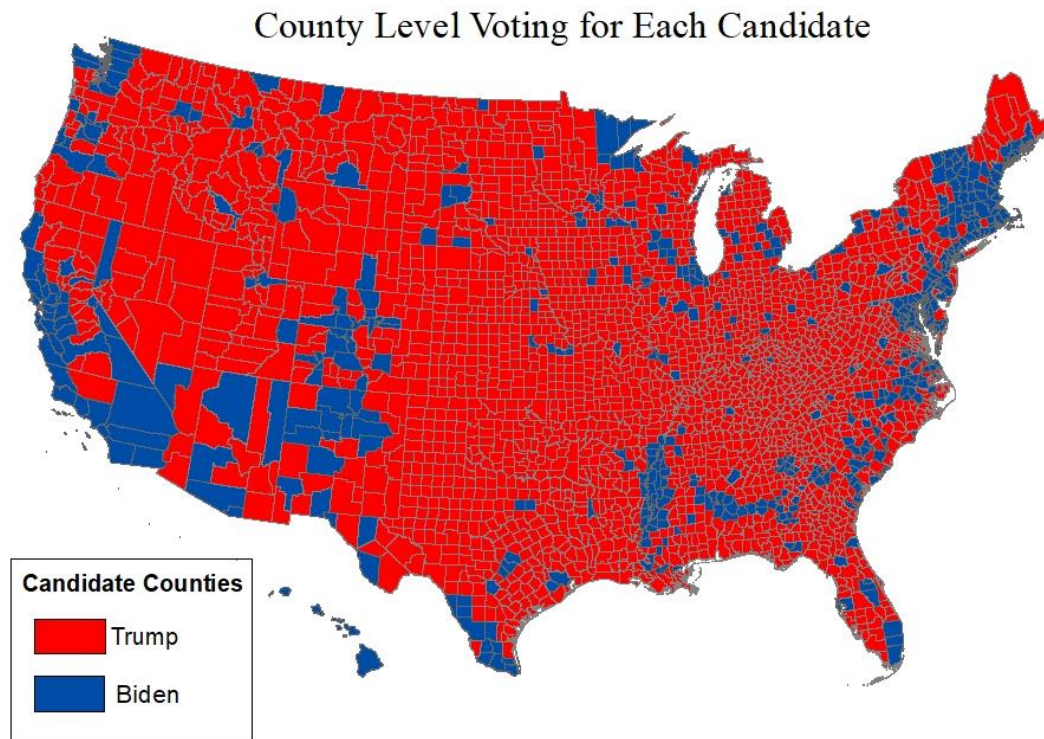 County Level Voting for Each Candidate
Candidate Counties
Trump
Biden